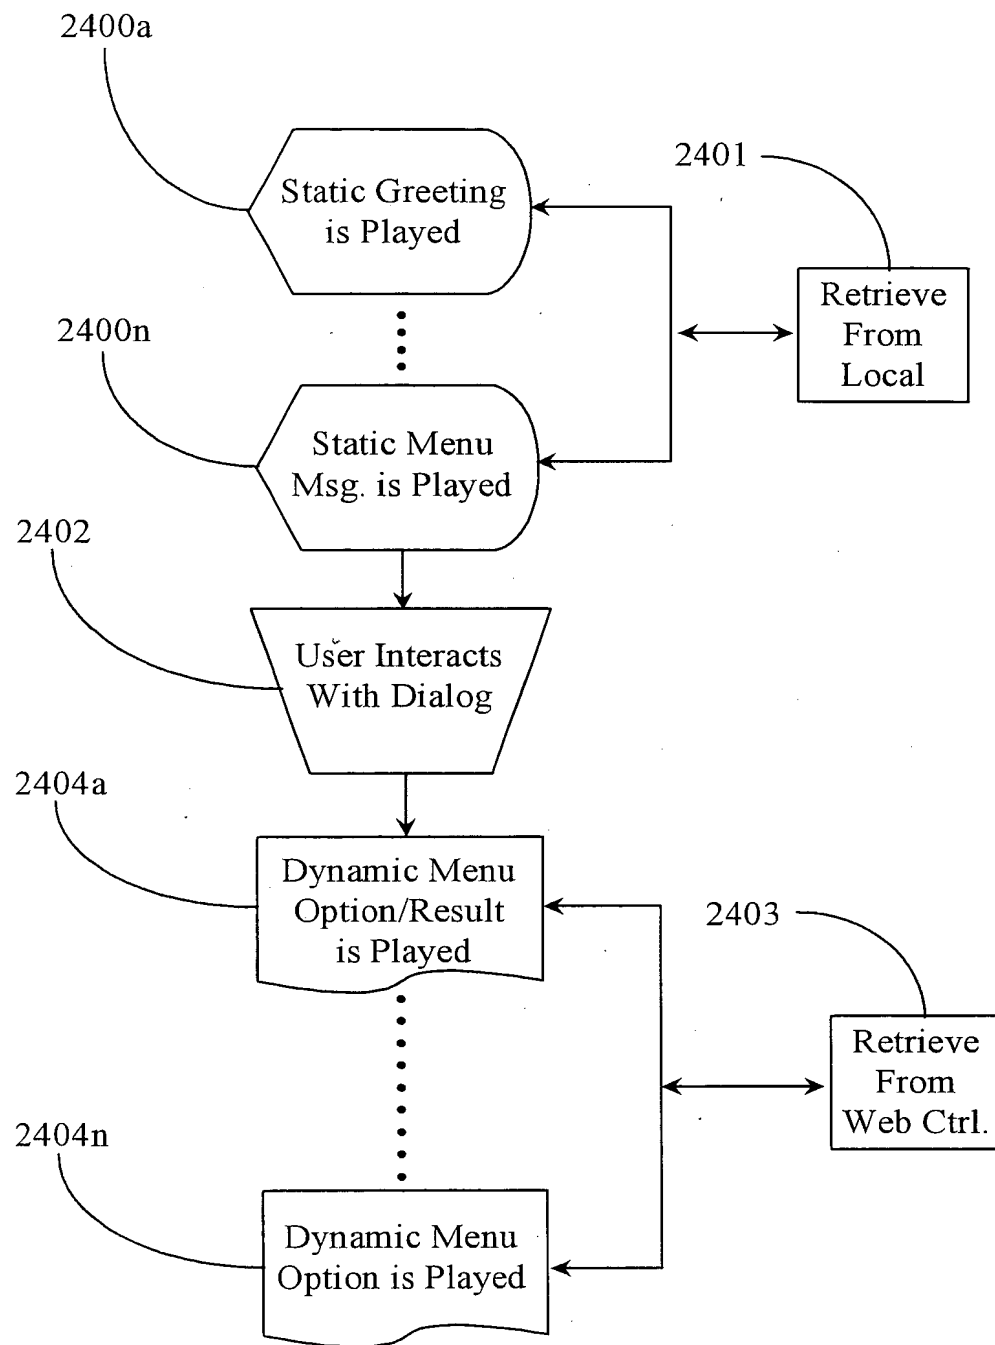 2400a
Static Greeting
is Played
2401
Retrieve
From
Local
2400n
Static Menu
Msg. is Played
2402
User Interacts
With Dialog
2404a
Dynamic Menu
Option/Result
is Played
2403
Retrieve
From
Web Ctrl.
2404n
Dynamic Menu
Option is Played